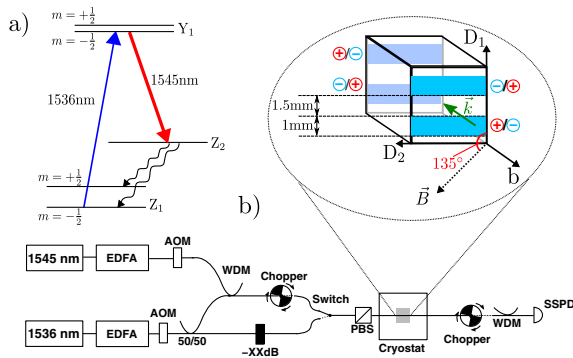 a)
m = +1/2
m = −1/2
Y1
1536nm
1545nm
Z2
m = +1/2
m = −1/2
Z1
D1
⊕/⊖
⊖/⊕
⊖/⊕
⊕/⊖
1.5mm
1mm
k⃗
D2
135°
b
B⃗
b)
1545 nm
EDFA
AOM
WDM
Chopper
Switch
1536 nm
EDFA
AOM
50/50
−XXdB
PBS
Cryostat
Chopper
WDM
SSPD